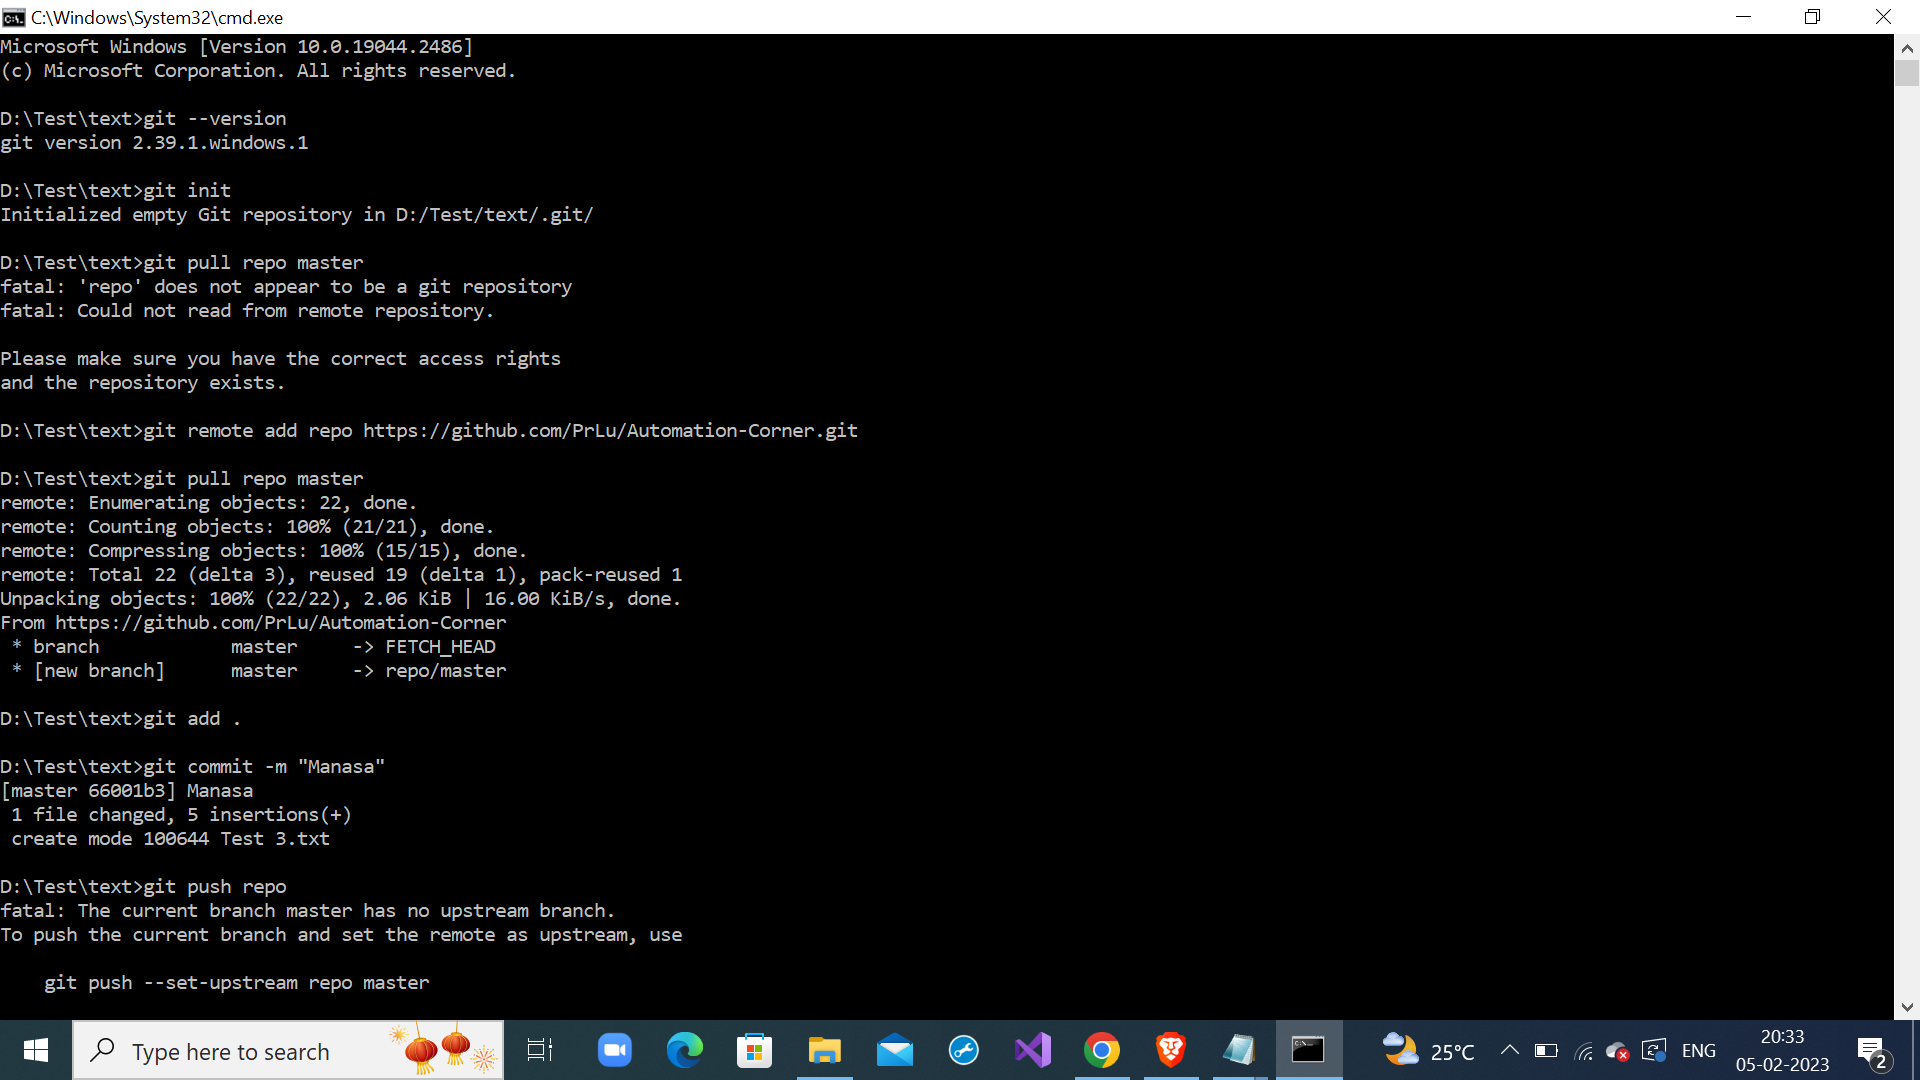 C:\Windows\System32\cmd.exe
Microsoft Windows [Version 10.0.19044.2486]
(c) Microsoft Corporation. All rights reserved.
D:\Test\text>git --version
git version 2.39.1.windows.1
D:\Test\text>git init
Initialized empty Git repository in D:/Test/text/.git/
D:\Test\text>git pull repo master
fatal: 'repo' does not appear to be a git repository
fatal: Could not read from remote repository.
Please make sure you have the correct access rights
and the repository exists.
D:\Test\text>git remote add repo https://github.com/PrLu/Automation-Corner.git
D:\Test\text>git pull repo master
remote: Enumerating objects: 22, done.
remote: Counting objects: 100% (21/21), done.
remote: Compressing objects: 100% (15/15), done.
remote: Total 22 (delta 3), reused 19 (delta 1), pack-reused 1
Unpacking objects: 100% (22/22), 2.06 KiB | 16.00 KiB/s, done.
From https://github.com/PrLu/Automation-Corner
 * branch            master     -> FETCH_HEAD
 * [new branch]      master     -> repo/master
D:\Test\text>git add .
D:\Test\text>git commit -m "Manasa"
[master 66001b3] Manasa
 1 file changed, 5 insertions(+)
 create mode 100644 Test 3.txt
D:\Test\text>git push repo
fatal: The current branch master has no upstream branch.
To push the current branch and set the remote as upstream, use
    git push --set-upstream repo master
Type here to search
25°C
ENG
20:33
05-02-2023
2